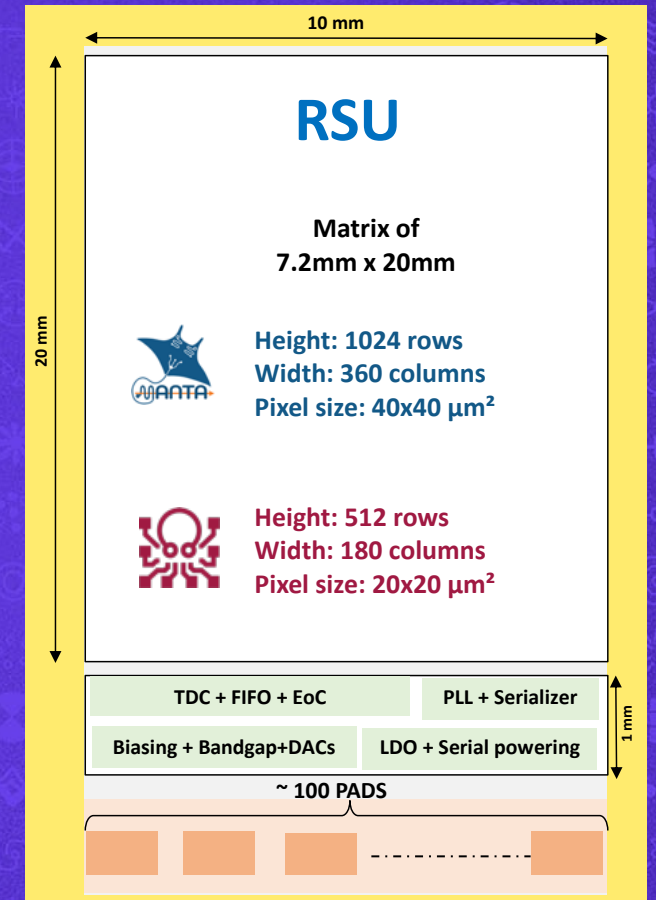 10 mm
20 mm
RSU
Matrix of
7.2mm x 20mm
MANTA
Height: 1024 rows
Width: 360 columns
Pixel size: 40x40 µm²
Height: 512 rows
Width: 180 columns
Pixel size: 20x20 µm²
TDC + FIFO + EoC
PLL + Serializer
Biasing + Bandgap+DACs
LDO + Serial powering
1 mm
~ 100 PADS